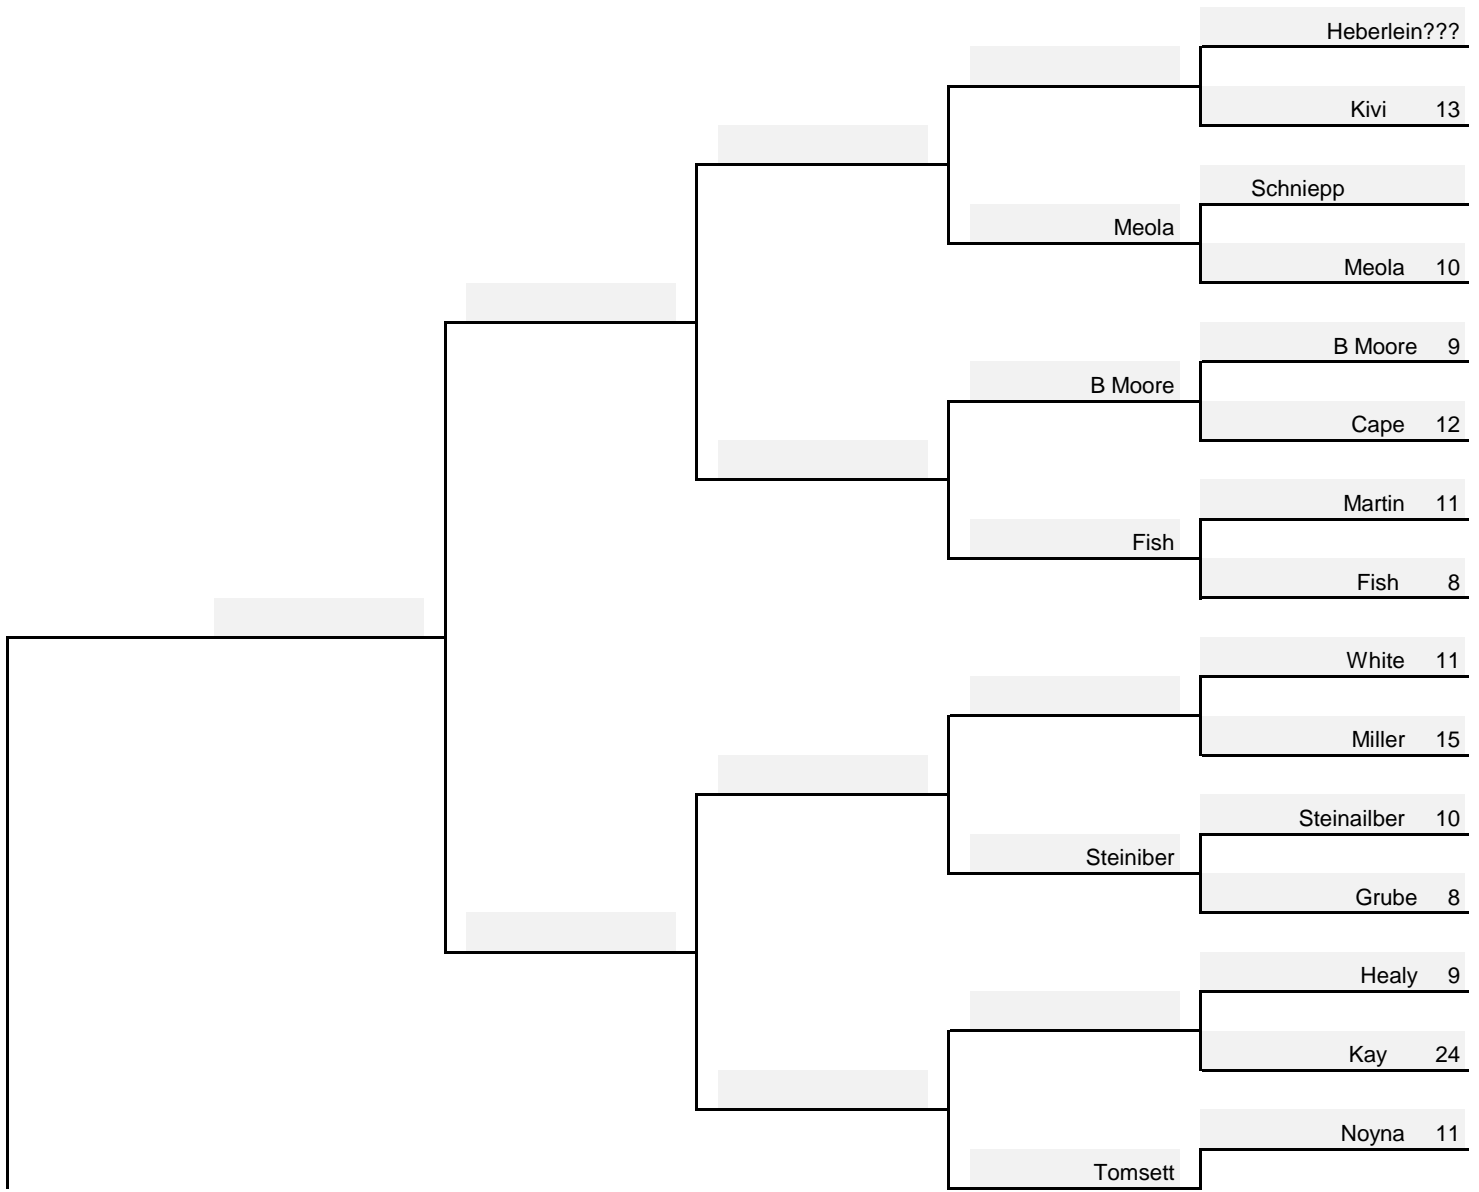 Heberlein???
Kivi 13
Schniepp
Meola
Meola 10
B Moore 9
B Moore
Cape 12
Martin 11
Fish
Fish 8
White 11
Miller 15
Steinailber 10
Steiniber
Grube 8
Healy 9
Kay 24
Noyna 11
Tomsett